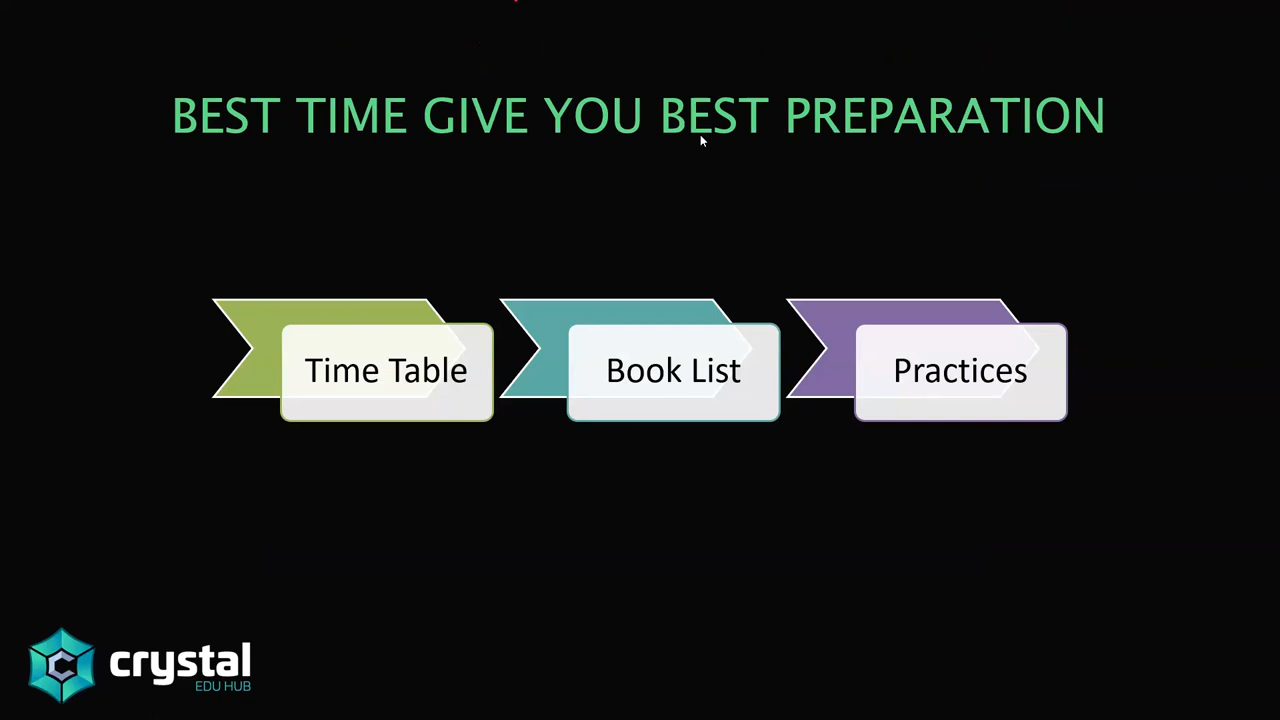 BEST TIME GIVE YOU BEST PREPARATION
Time Table
Book List
Practices
crystal
EDU HUB